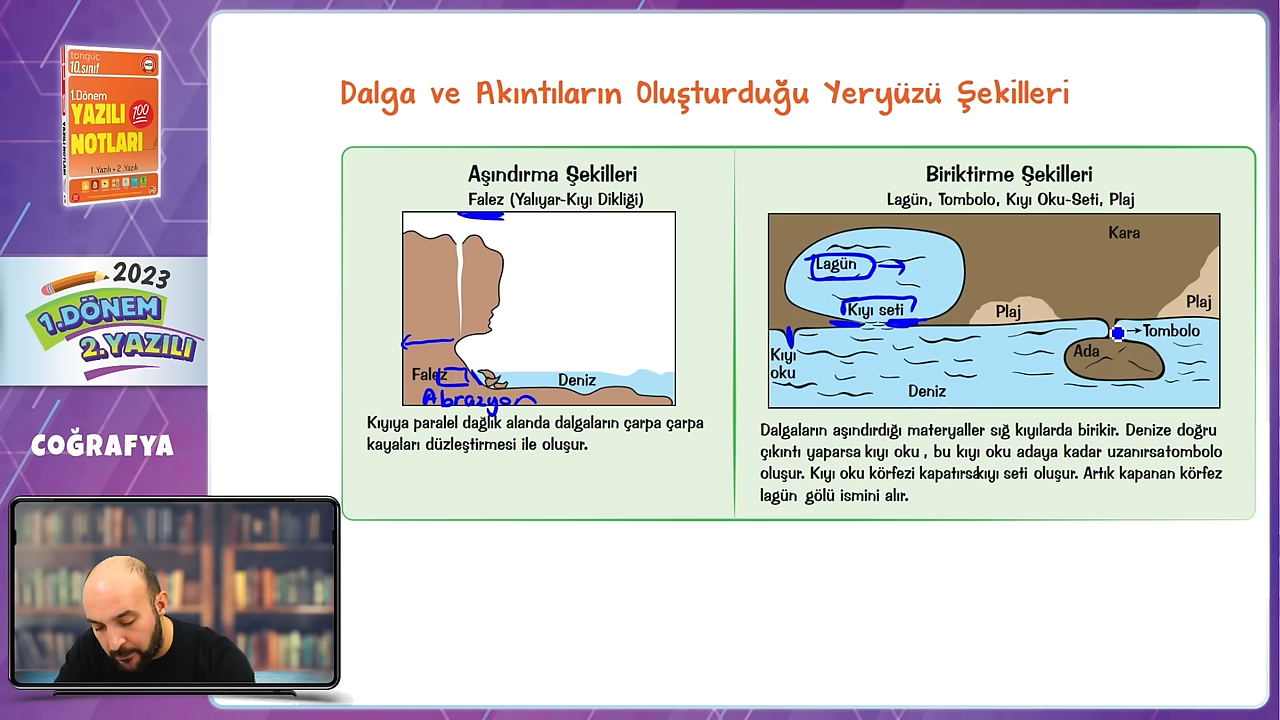 tonguç
10.sınıf
1.Dönem
YAZILI
100
NOTLARI
1. Yazılı + 2. Yazılı
YAZILI NOTLARI
2023
1.DÖNEM
2.YAZILI
COĞRAFYA
Dalga ve Akıntıların Oluşturduğu Yeryüzü Şekilleri
Aşındırma Şekilleri
Falez (Yalıyar-Kıyı Dikliği)
Falez
Deniz
Abrazyon
Kıyıya paralel dağlık alanda dalgaların çarpa çarpa
kayaları düzleştirmesi ile oluşur.
Biriktirme Şekilleri
Lagün, Tombolo, Kıyı Oku-Seti, Plaj
Kara
Lagün
Kıyı seti
Plaj
Plaj
Tombolo
Kıyı
oku
Ada
Deniz
Dalgaların aşındırdığı materyaller sığ kıyılarda birikir. Denize doğru
çıkıntı yaparsa kıyı oku , bu kıyı oku adaya kadar uzanırsatombolo
oluşur. Kıyı oku körfezi kapatırsakıyı seti oluşur. Artık kapanan körfez
lagün gölü ismini alır.